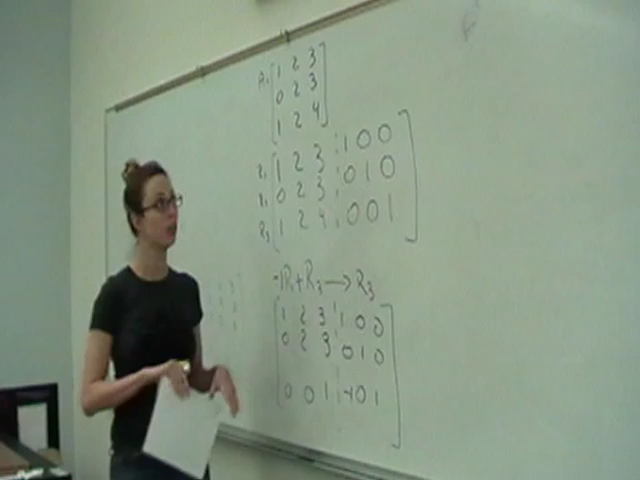 1 2 3
0 2 3
1 2 4
R₁ 1 2 3 1 0 0
0 2 3 0 1 0
R₃ 1 2 4 0 0 1
-1R₁+R₃→R₃
1 2 3 1 0 0
0 2 3 0 1 0
0 0 1 -1 0 1